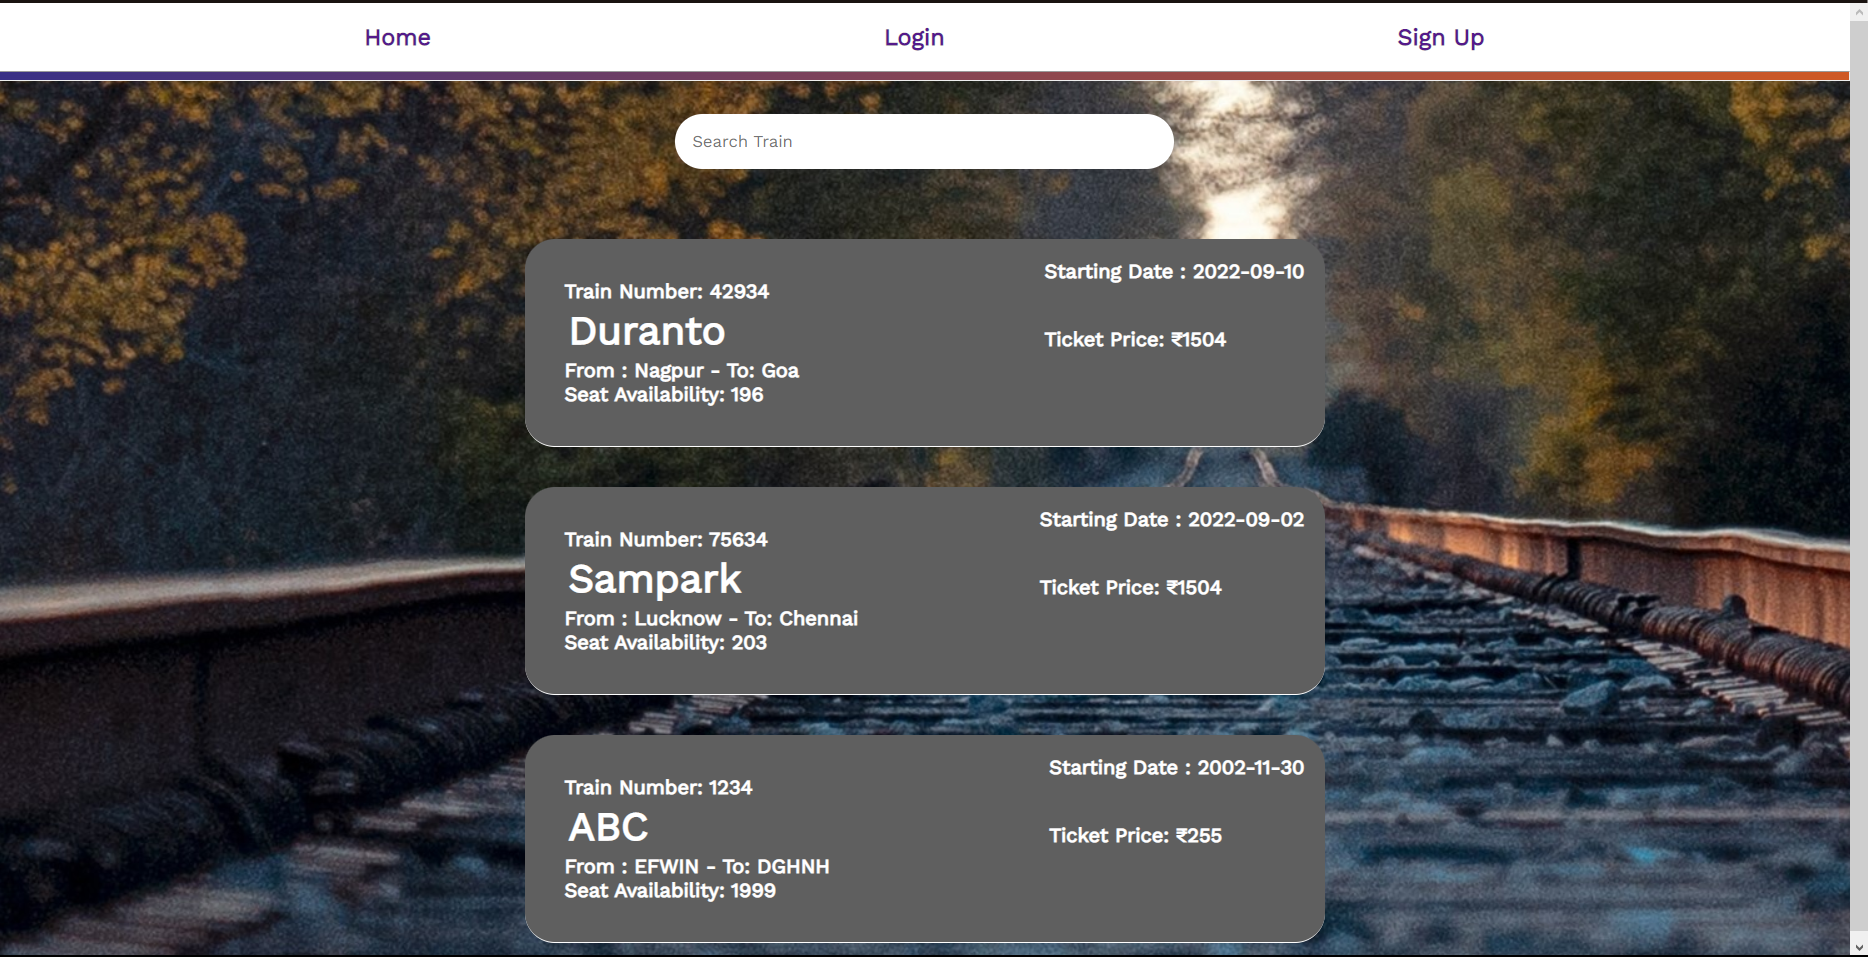 Home
Login
Sign Up
Search Train
Train Number: 42934
Duranto
From : Nagpur - To: Goa
Seat Availability: 196
Starting Date : 2022-09-10
Ticket Price: ₹1504
Train Number: 75634
Sampark
From : Lucknow - To: Chennai
Seat Availability: 203
Starting Date : 2022-09-02
Ticket Price: ₹1504
Train Number: 1234
ABC
From : EFWIN - To: DGHNH
Seat Availability: 1999
Starting Date : 2002-11-30
Ticket Price: ₹255